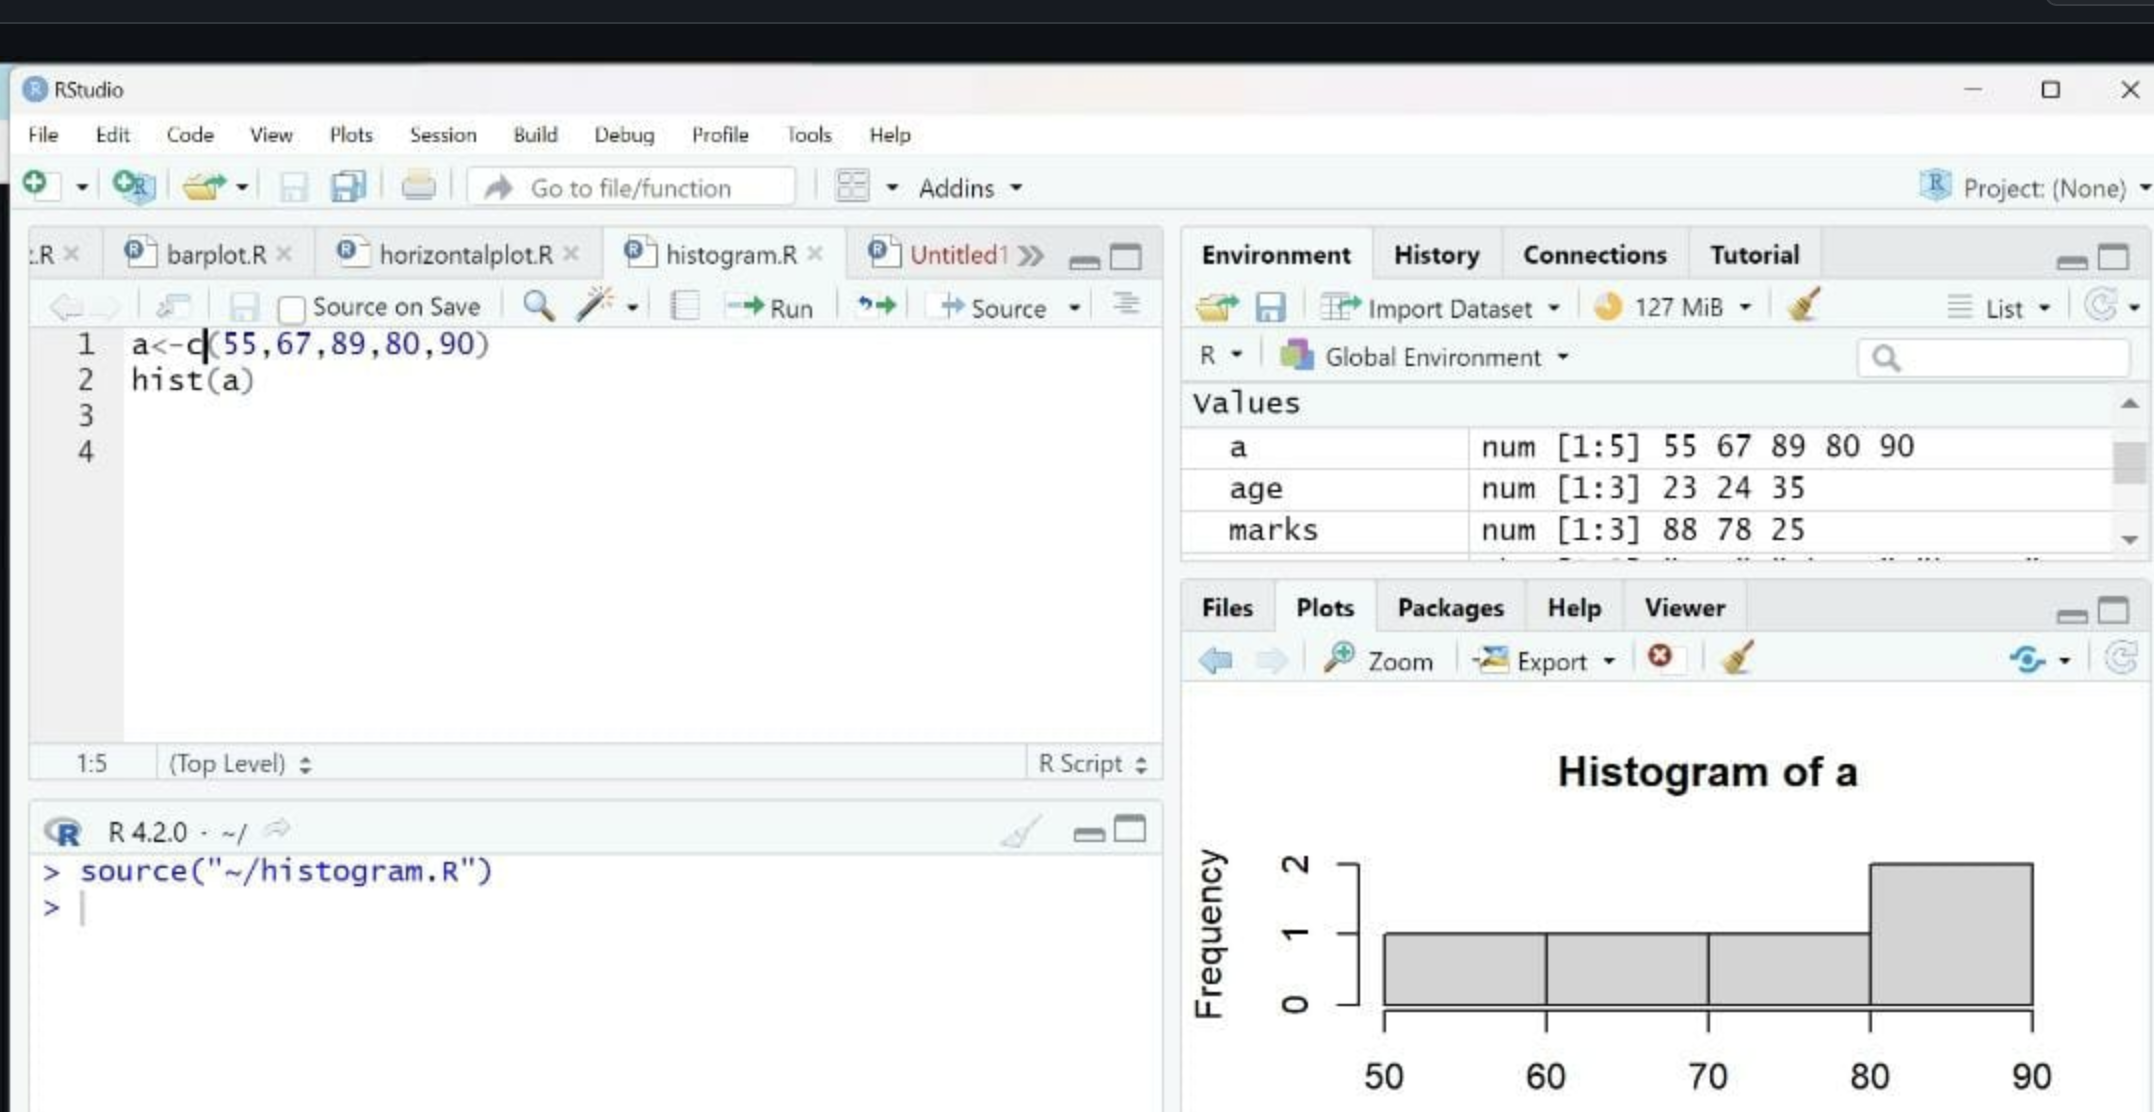 RStudio
File Edit Code View Plots Session Build Debug Profile Tools Help
Go to file/function Addins Project: (None)
.R barplot.R horizontalplot.R histogram.R Untitled1
Source on Save Run Source
1 a<-c(55,67,89,80,90)
2 hist(a)
3
4
1:5 (Top Level) R Script
R 4.2.0 · ~/
> source("~/histogram.R")
>
Environment History Connections Tutorial
Import Dataset 127 MiB List
R Global Environment
Values
a num [1:5] 55 67 89 80 90
age num [1:3] 23 24 35
marks num [1:3] 88 78 25
Files Plots Packages Help Viewer
Zoom Export
Histogram of a
Frequency
2
1
0
50 60 70 80 90